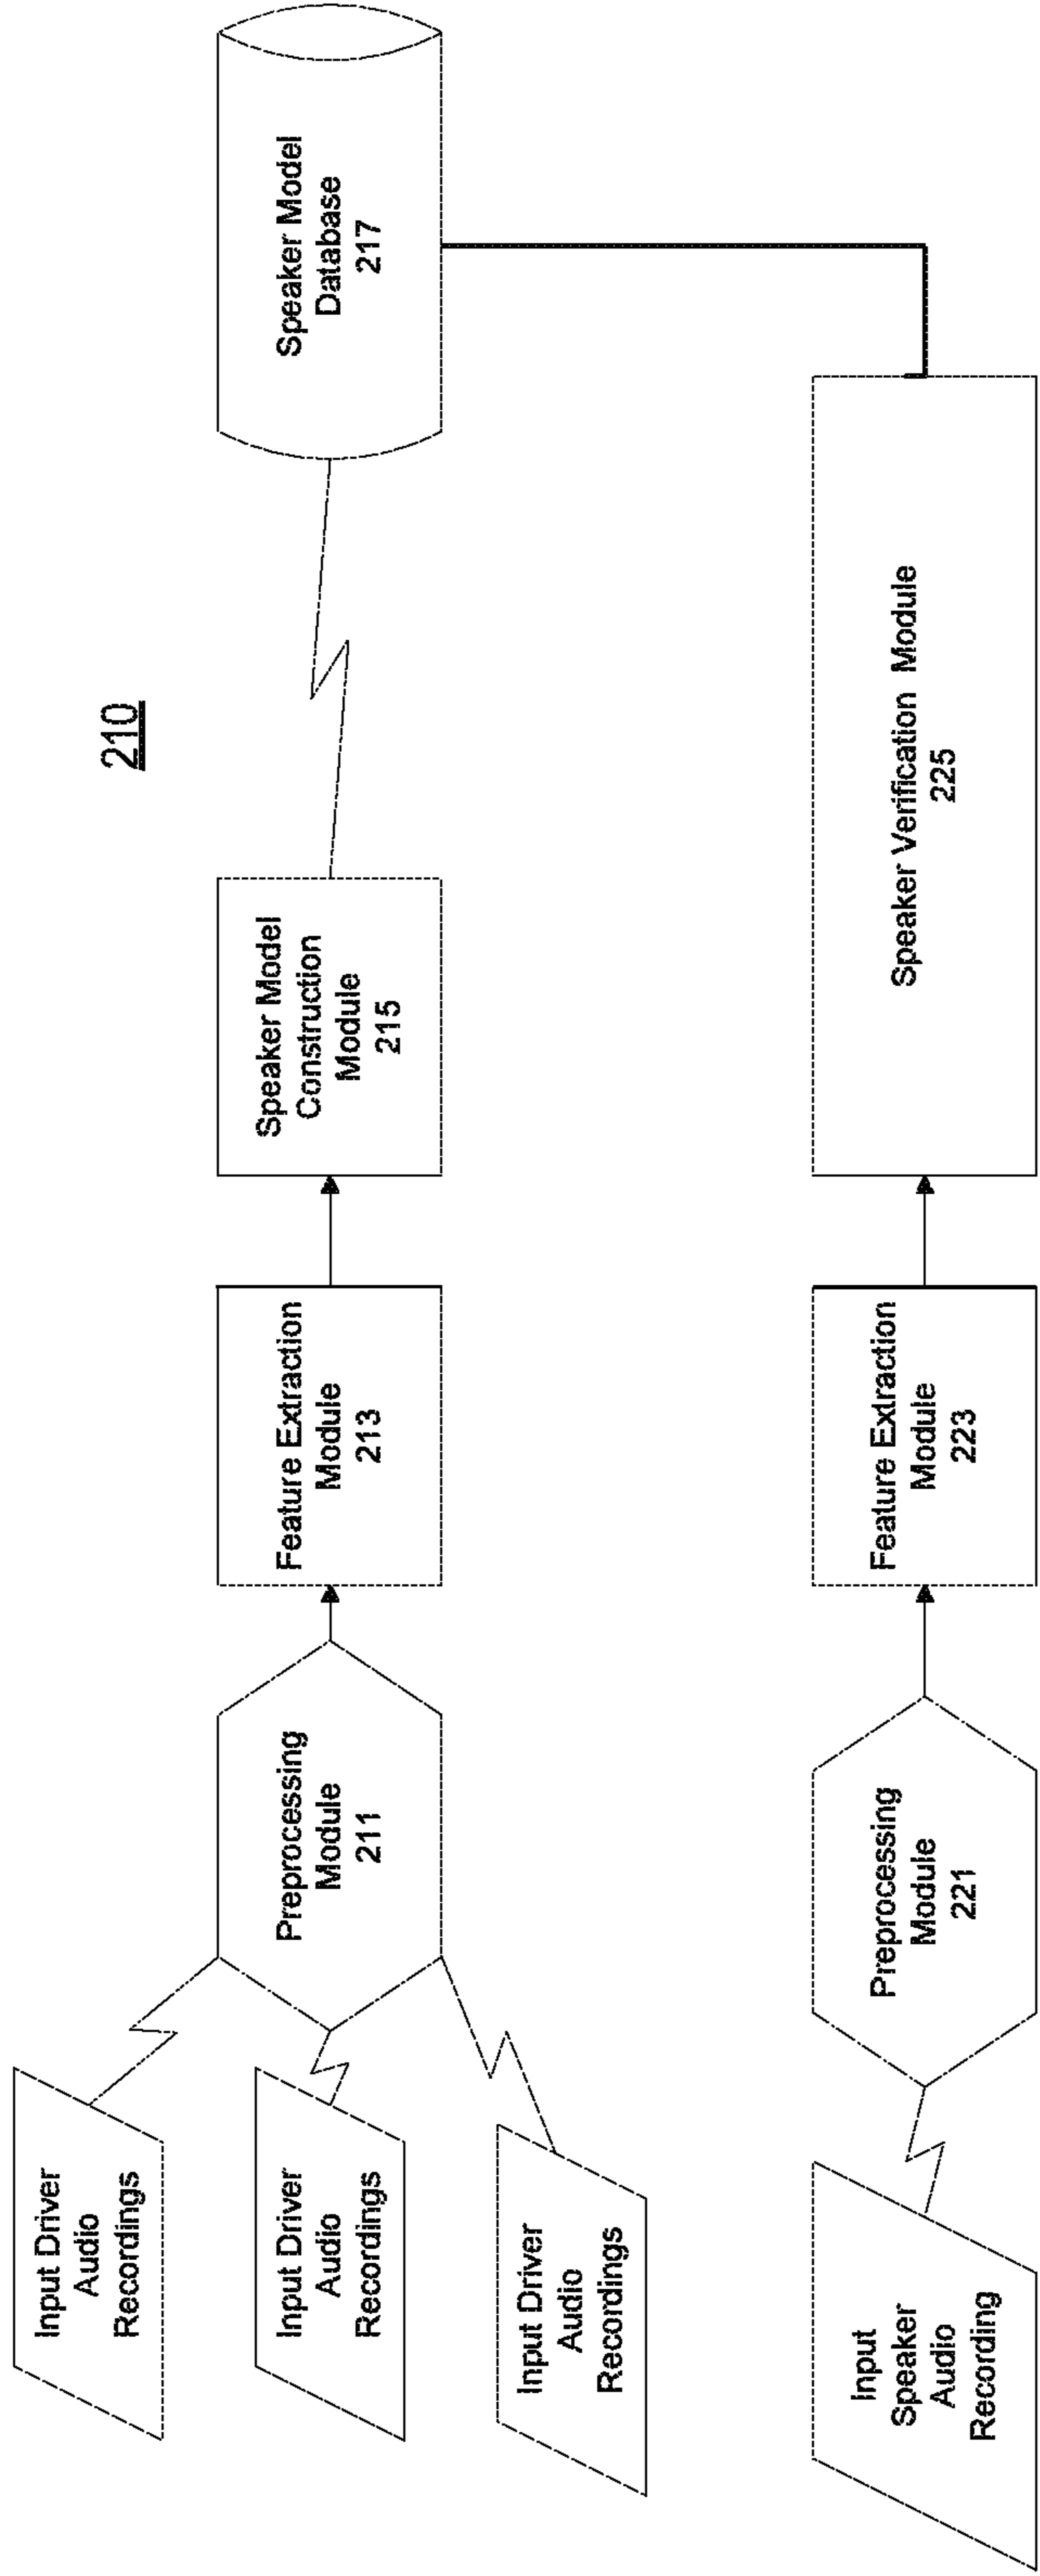 210
Input Driver
Audio
Recordings
Input Driver
Audio
Recordings
Input Driver
Audio
Recordings
Preprocessing
Module
211
Feature Extraction
Module
213
Speaker Model
Construction
Module
215
Speaker Model
Database
217
Input
Speaker
Audio
Recording
Preprocessing
Module
221
Feature Extraction
Module
223
Speaker Verification Module
225